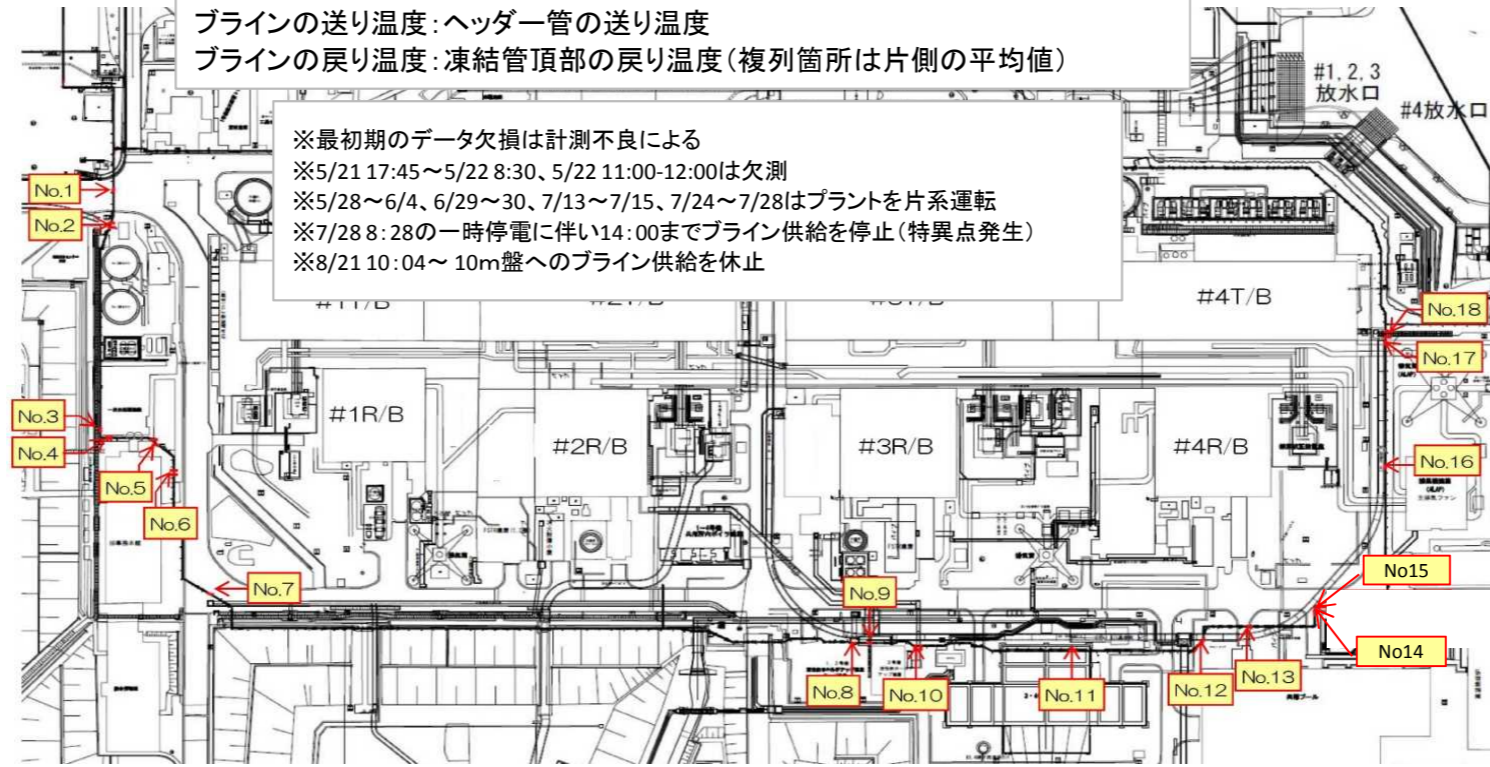 ブラインの送り温度：ヘッダー管の送り温度
ブラインの戻り温度：凍結管頂部の戻り温度（複列箇所は片側の平均値）
#1,2,3
放水口
#4放水口
※最初期のデータ欠損は計測不良による
※5/21 17:45～5/22 8:30、5/22 11:00-12:00は欠測
※5/28～6/4、6/29～30、7/13～7/15、7/24～7/28はプラントを片系運転
※7/28 8：28の一時停電に伴い14：00までブライン供給を停止（特異点発生）
※8/21 10：04～ 10m盤へのブライン供給を休止
No.1
No.2
#4T/B
No.18
No.17
No.3
No.4
No.5
No.6
#1R/B
#2R/B
#3R/B
#4R/B
No.16
No.7
No.9
No15
No14
No.8
No.10
No.11
No.12
No.13